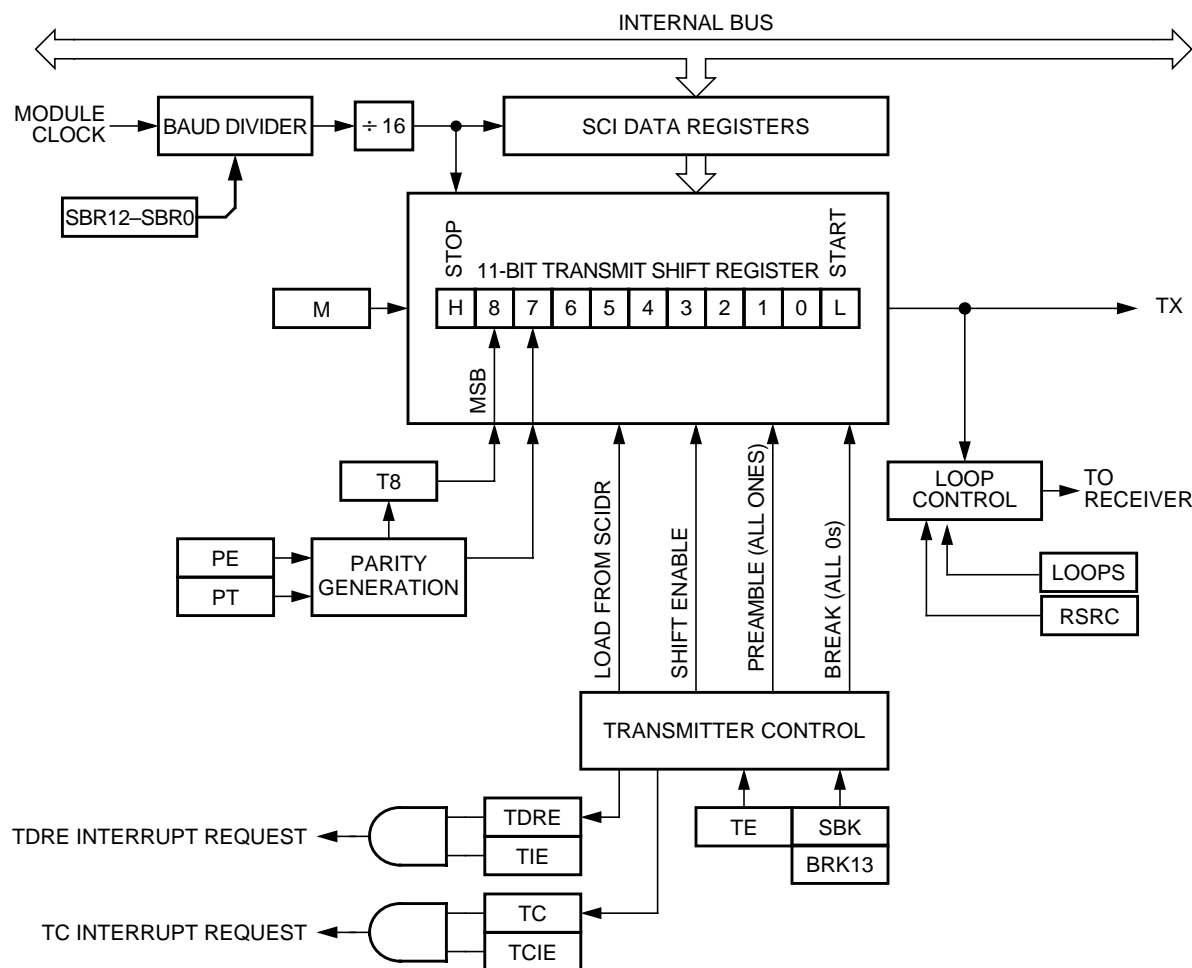 INTERNAL BUS
MODULE
CLOCK
BAUD DIVIDER
÷ 16
SCI DATA REGISTERS
SBR12–SBR0
STOP
11-BIT TRANSMIT SHIFT REGISTER
START
M
H 8 7 6 5 4 3 2 1 0 L
TX
MSB
T8
LOOP
CONTROL
TO
RECEIVER
PE
PT
PARITY
GENERATION
LOAD FROM SCIDR
SHIFT ENABLE
PREAMBLE (ALL ONES)
BREAK (ALL 0s)
LOOPS
RSRC
TRANSMITTER CONTROL
TDRE INTERRUPT REQUEST
TDRE
TIE
TE
SBK
BRK13
TC INTERRUPT REQUEST
TC
TCIE